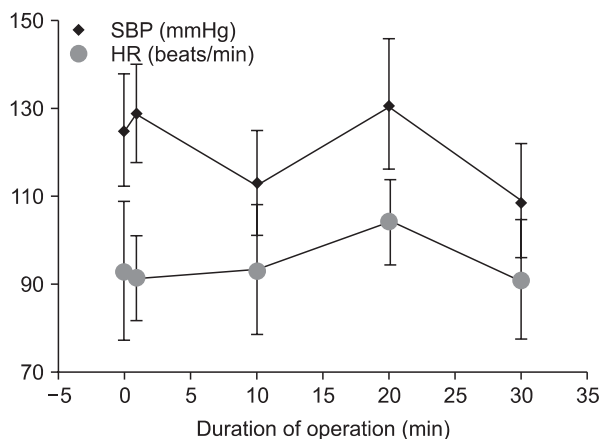 150
SBP (mmHg)
HR (beats/min)
130
110
90
70
−5 0 5 10 15 20 25 30 35
Duration of operation (min)